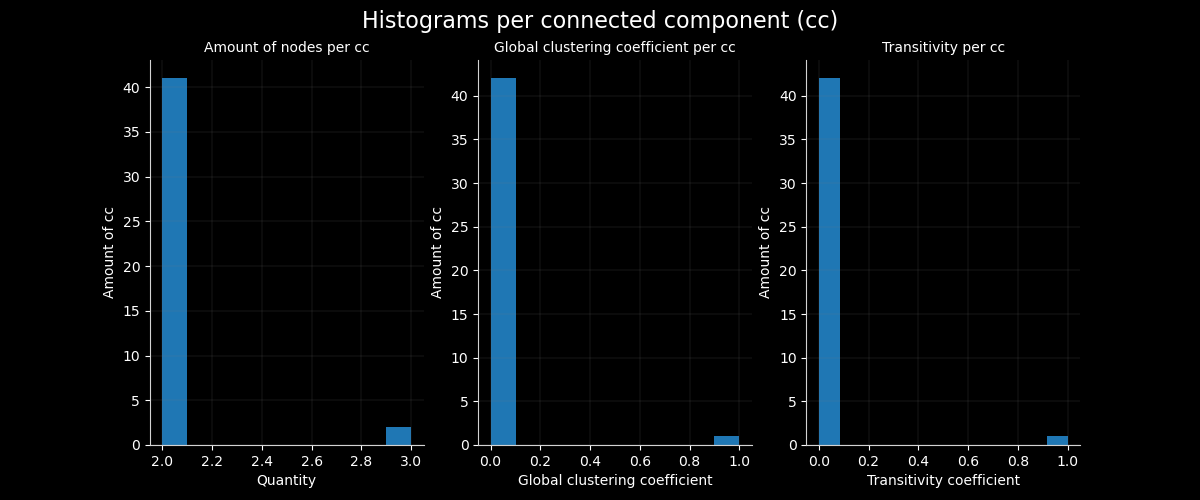 Histograms per connected component (cc)
Amount of nodes per cc
Amount of cc
40
35
30
25
20
15
10
5
0
2.0 2.2 2.4 2.6 2.8 3.0
Quantity
Global clustering coefficient per cc
Amount of cc
40
35
30
25
20
15
10
5
0
0.0 0.2 0.4 0.6 0.8 1.0
Global clustering coefficient
Transitivity per cc
Amount of cc
40
35
30
25
20
15
10
5
0
0.0 0.2 0.4 0.6 0.8 1.0
Transitivity coefficient